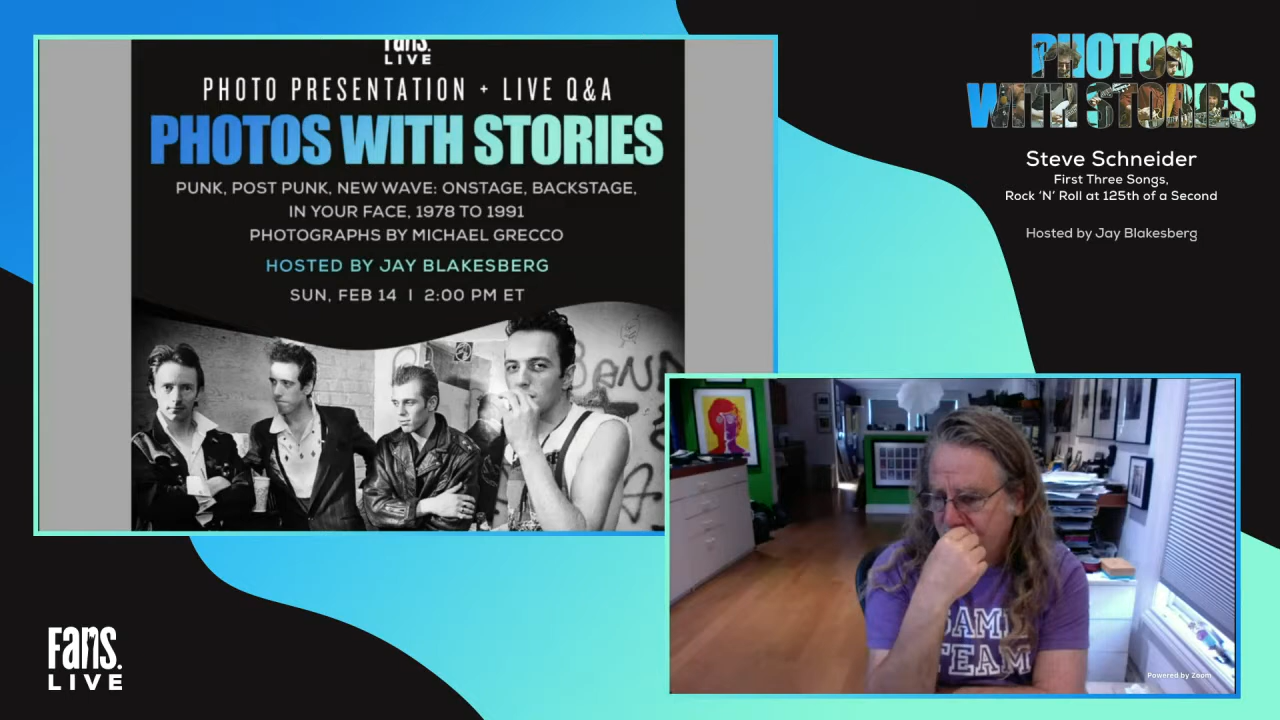 Fans.
LIVE
PHOTO PRESENTATION + LIVE Q&A
PHOTOS WITH STORIES
PUNK, POST PUNK, NEW WAVE: ONSTAGE, BACKSTAGE,
IN YOUR FACE, 1978 TO 1991
PHOTOGRAPHS BY MICHAEL GRECCO
HOSTED BY JAY BLAKESBERG
SUN, FEB 14 | 2:00 PM ET
PHOTOS
WITH STORIES
Steve Schneider
First Three Songs,
Rock ‘N’ Roll at 125th of a Second
Hosted by Jay Blakesberg
TEAM
Powered by Zoom
Fans.
LIVE